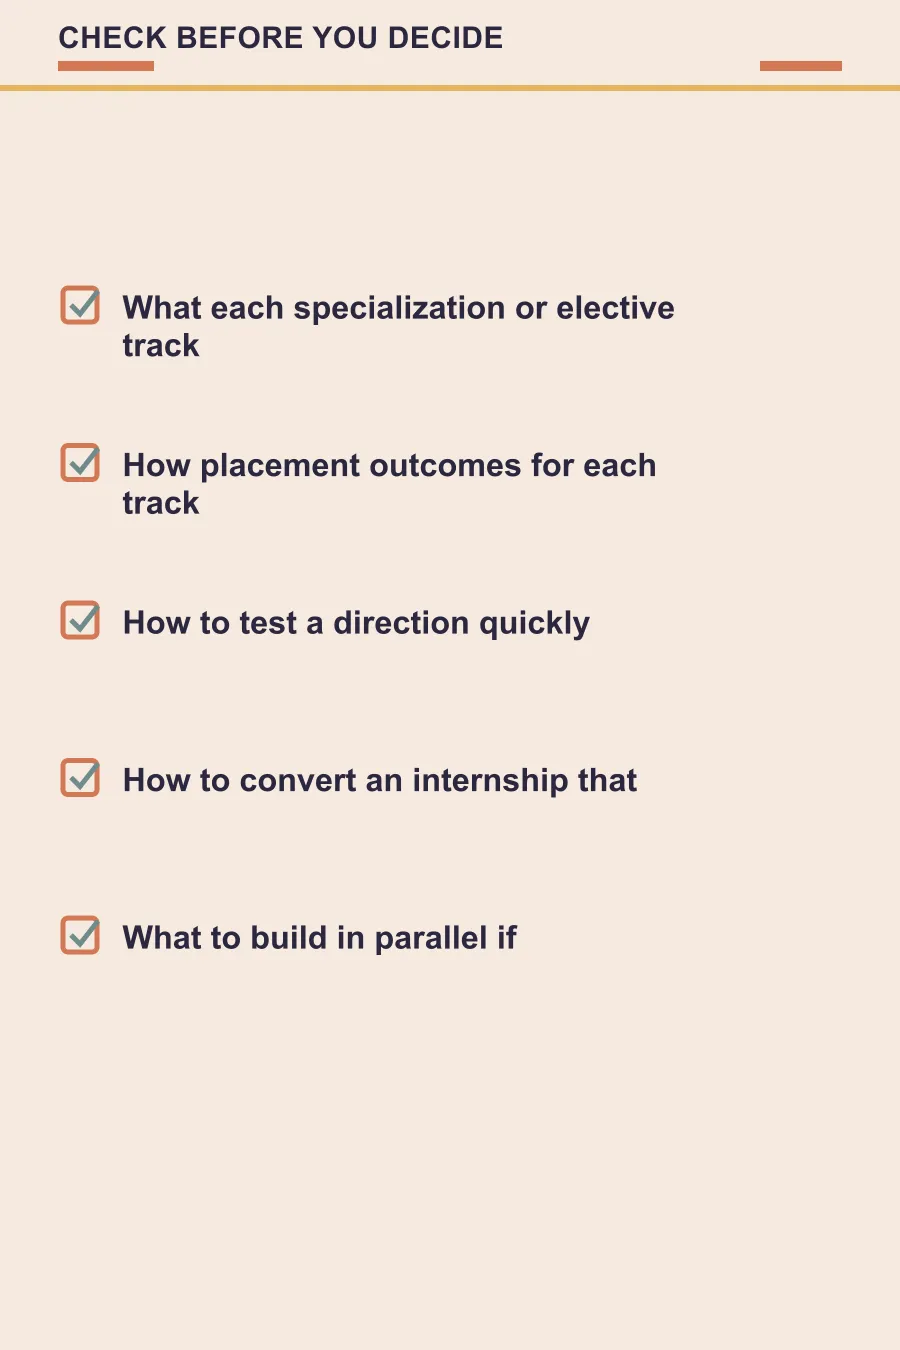 CHECK BEFORE YOU DECIDE
What each specialization or elective
track
How placement outcomes for each
track
How to test a direction quickly
How to convert an internship that
What to build in parallel if